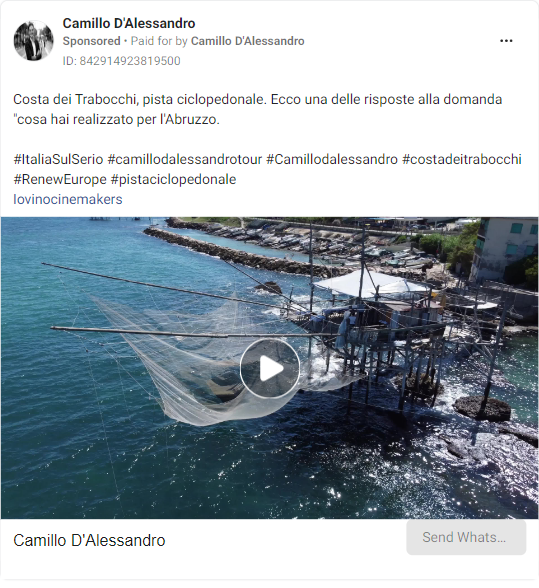 Camillo D'Alessandro
Sponsored • Paid for by Camillo D'Alessandro
ID: 842914923819500
Costa dei Trabocchi, pista ciclopedonale. Ecco una delle risposte alla domanda
"cosa hai realizzato per l'Abruzzo.
#ItaliaSulSerio #camillodalessandrotour #Camillodalessandro #costadeitrabocchi
#RenewEurope #pistaciclopedonale
lovinocinemakers
Camillo D'Alessandro
Send Whats...